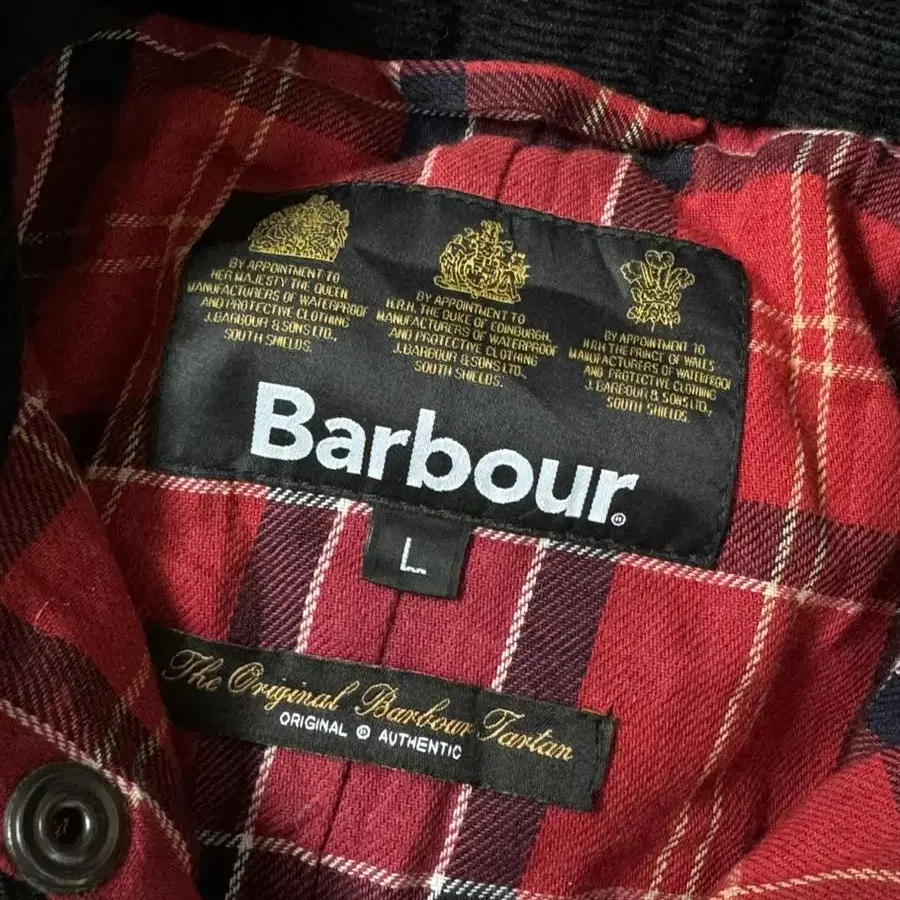 BY APPOINTMENT TO
HER MAJESTY THE QUEEN
MANUFACTURERS OF WATERPROOF
AND PROTECTIVE CLOTHING
J.BARBOUR & SONS LTD.,
SOUTH SHIELDS.
BY APPOINTMENT TO
H.R.H. THE DUKE OF EDINBURGH,
MANUFACTURERS OF WATERPROOF
AND PROTECTIVE CLOTHING
J.BARBOUR & SONS LTD.,
SOUTH SHIELDS.
BY APPOINTMENT TO
H.R.H. THE PRINCE OF WALES
MANUFACTURERS OF WATERPROOF
AND PROTECTIVE CLOTHING
J.BARBOUR & SONS LTD.,
SOUTH SHIELDS.
Barbour®
L
The Original Barbour Tartan
ORIGINAL ® AUTHENTIC